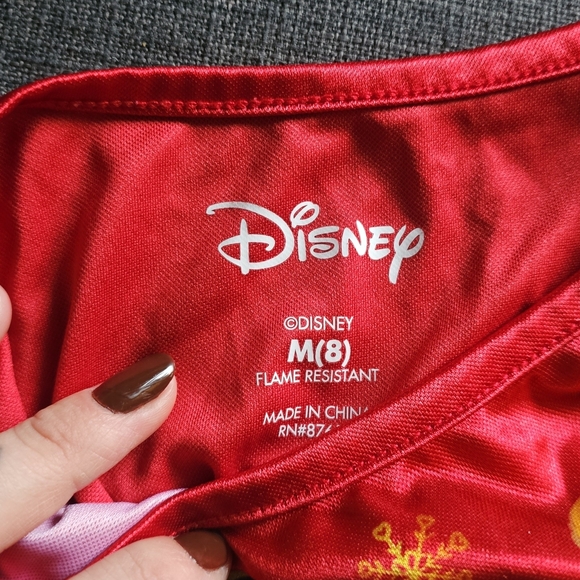 Disney
©DISNEY
M(8)
FLAME RESISTANT
MADE IN CHINA